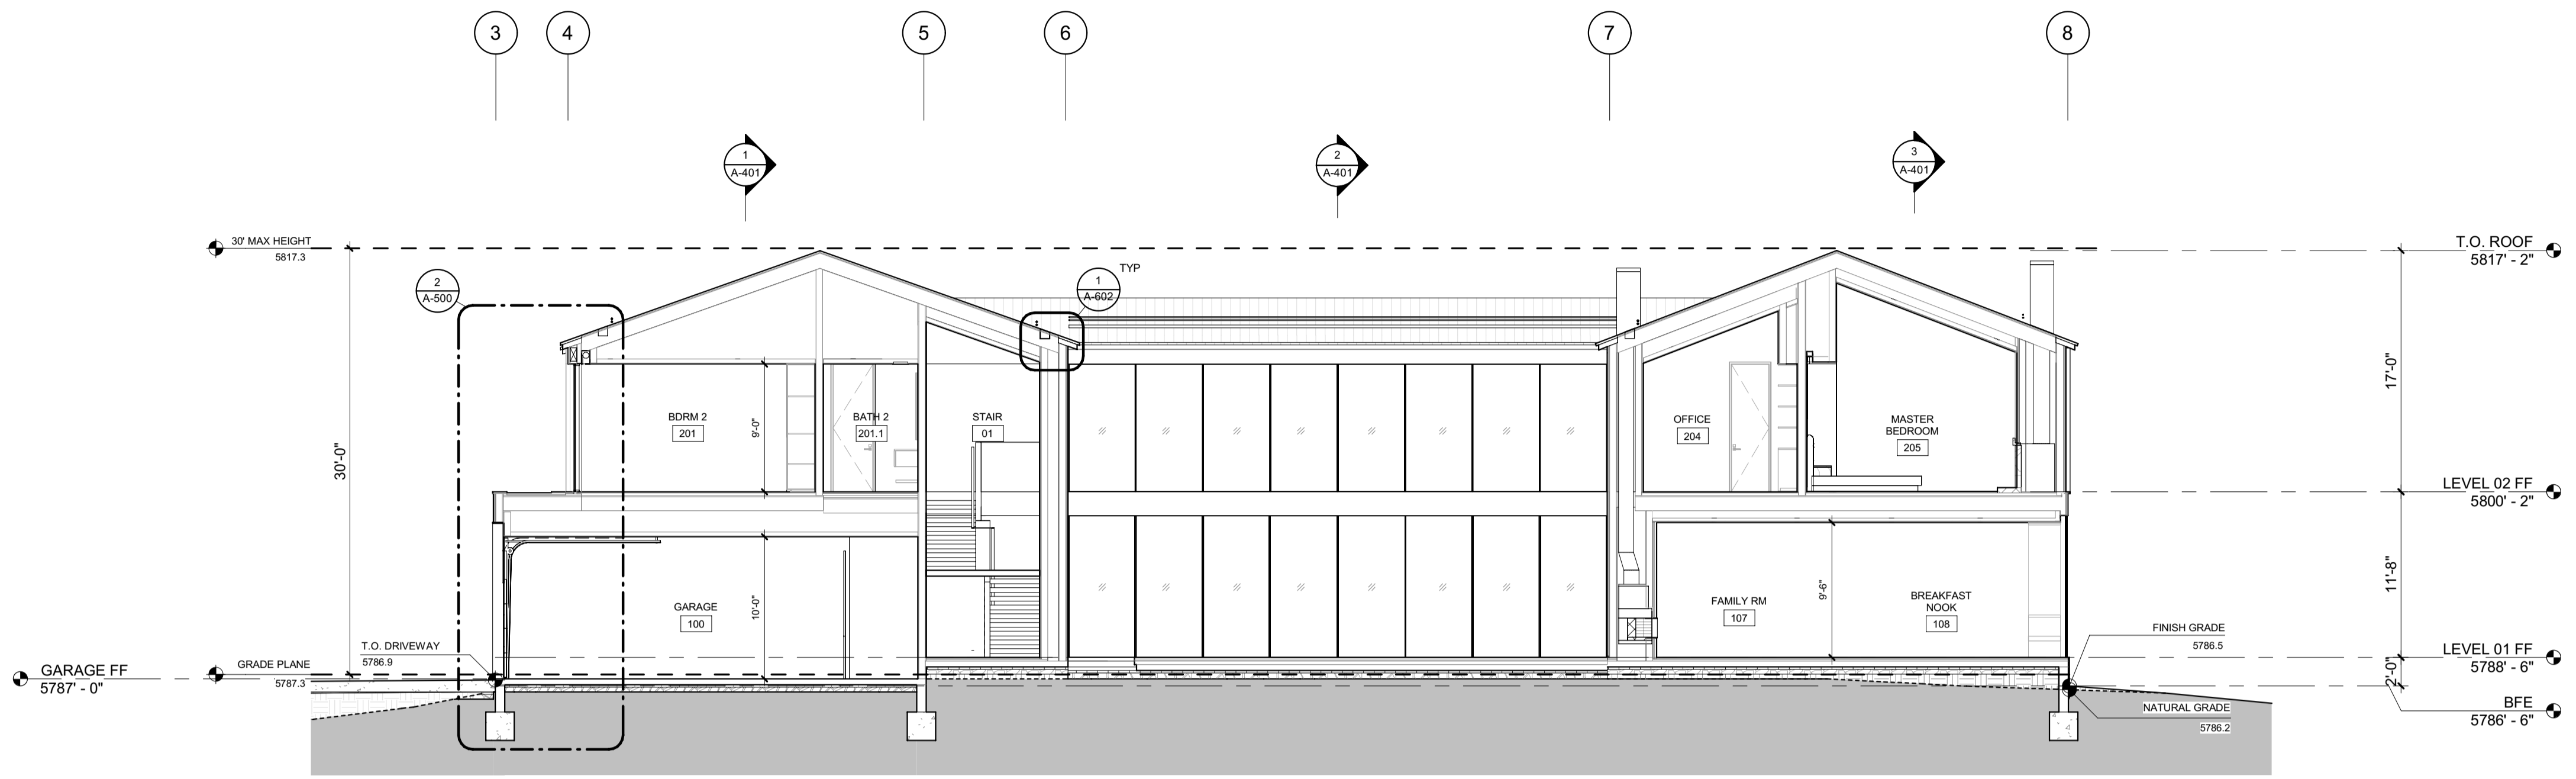 3
4
5
6
7
8
1
A-401
2
A-401
3
A-401
30' MAX HEIGHT
5817.3
T.O. ROOF
5817' - 2"
2
A-500
1
A-602
TYP
30'-0"
17'-0"
BDRM 2
201
9'-0"
BATH 2
201.1
STAIR
01
OFFICE
204
MASTER
BEDROOM
205
LEVEL 02 FF
5800' - 2"
11'-8"
GARAGE
100
10'-0"
FAMILY RM
107
9'-6"
BREAKFAST
NOOK
108
T.O. DRIVEWAY
5786.9
FINISH GRADE
5786.5
GARAGE FF
5787' - 0"
GRADE PLANE
5787.3
LEVEL 01 FF
5788' - 6"
2'-0"
NATURAL GRADE
5786.2
BFE
5786' - 6"